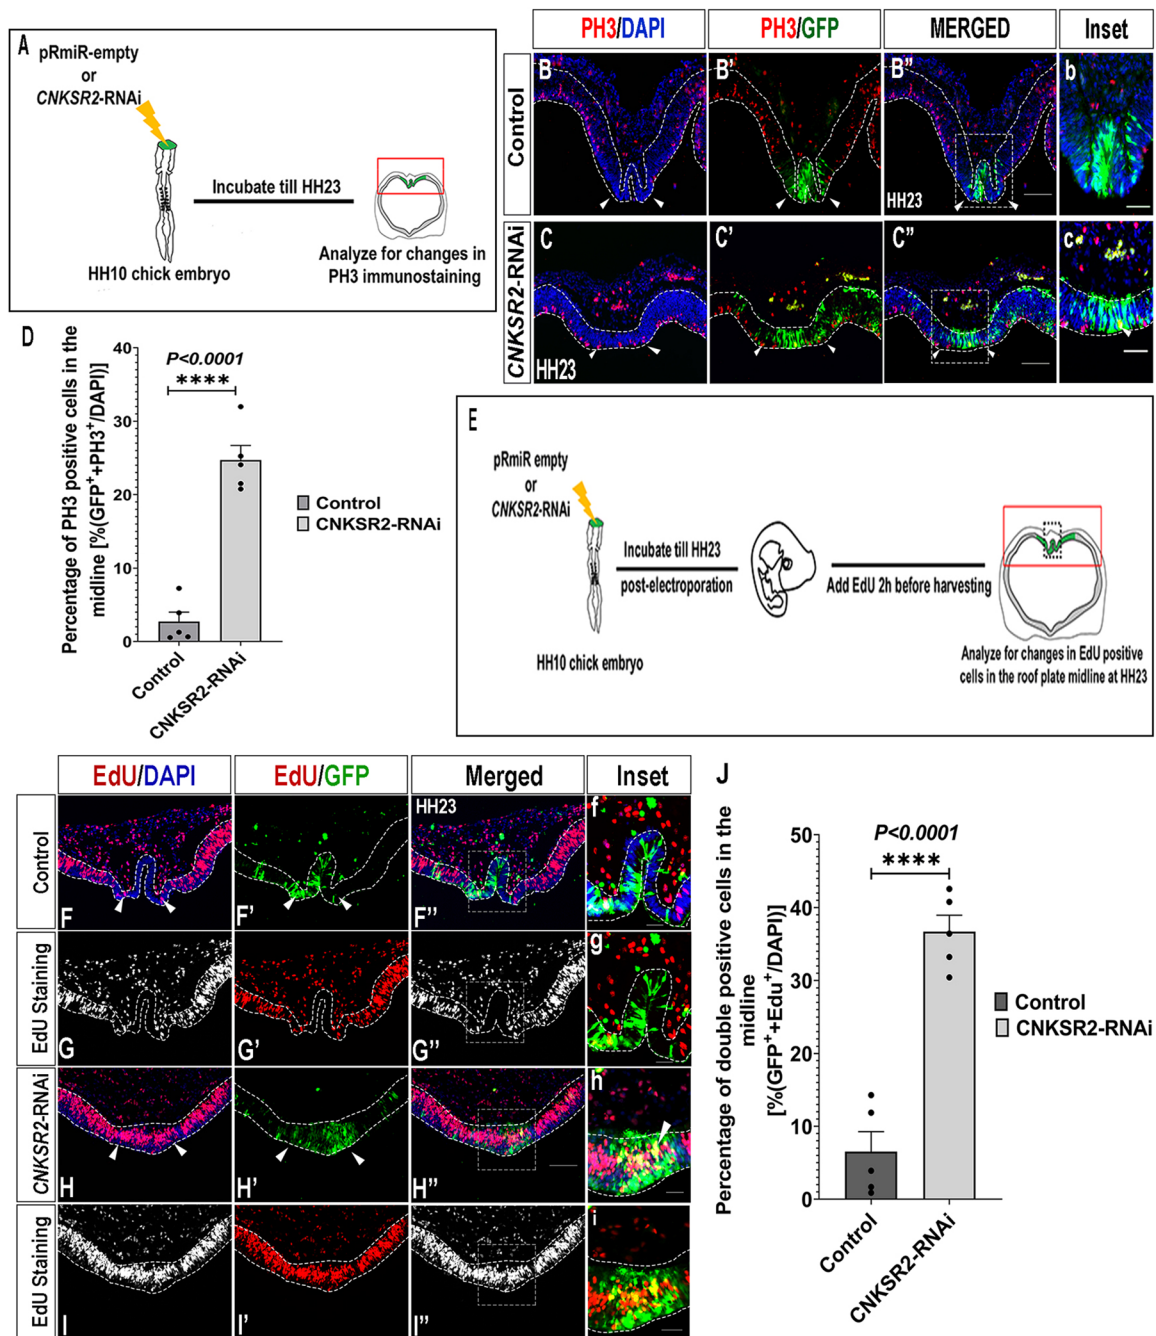 A
pRmiR-empty
or
CNKSR2-RNAi
Incubate till HH23
HH10 chick embryo
Analyze for changes in
PH3 immunostaining
PH3/DAPI
PH3/GFP
MERGED
Inset
Control
B
B'
B''
HH23
b
CNKSR2-RNAi
C
HH23
C'
C''
c
D
Percentage of PH3 positive cells in the
midline [%(GFP⁺+PH3⁺/DAPI)]
40
30
20
10
0
P<0.0001
****
Control
CNKSR2-RNAi
Control
CNKSR2-RNAi
E
pRmiR empty
or
CNKSR2-RNAi
Incubate till HH23
post-electroporation
Add EdU 2h before harvesting
HH10 chick embryo
Analyze for changes in EdU positive
cells in the roof plate midline at HH23
EdU/DAPI
EdU/GFP
Merged
Inset
Control
F
F'
HH23
F''
f
EdU Staining
G
G'
G''
g
CNKSR2-RNAi
H
H'
H''
h
EdU Staining
I
I'
I''
i
J
Percentage of double positive cells in the
midline
[%(GFP⁺+Edu⁺/DAPI)]
50
40
30
20
10
0
P<0.0001
****
Control
CNKSR2-RNAi
Control
CNKSR2-RNAi